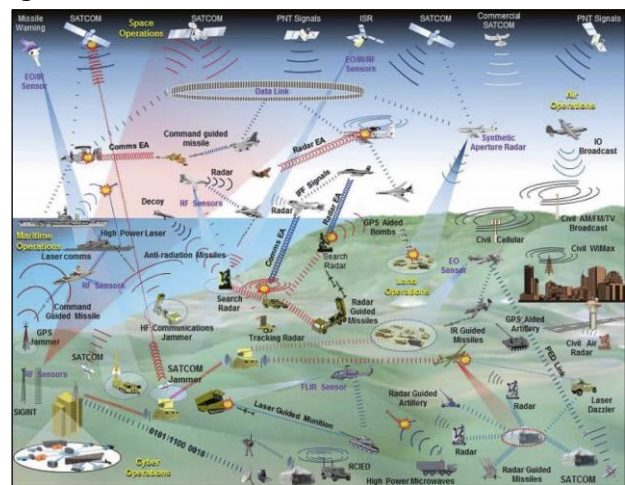 Missile
Warning
SATCOM
Space
Operations
SATCOM
PNT Signals
ISR
SATCOM
Commercial
SATCOM
PNT Signals
EO/IR
Sensor
EO/IR/RF
Sensors
Data Link
Air
Operations
Comms EA
Command guided
missile
Radar EA
Synthetic
Aperture Radar
IO
Broadcast
Radar
RF Sensors
IFF Signals
Radar
Decoy
Radar EA
GPS Aided
Bombs
Civil AM/FM/TV
Broadcast
Maritime
Operations
High Power Laser
Laser comms
Anti-radiation Missiles
Comms EA
Search
Radar
EO
Sensor
Civil Cellular
Civil WiMax
RF Sensors
Land
Operations
Command
Guided Missile
Search
Radar
Radar
Guided
Missiles
GPS
Jammer
HF Communications
Jammer
Tracking Radar
IR Guided
Missiles
GPS Aided
Artillery
Civil Air
Radar
SATCOM
RF Sensors
SATCOM
Jammer
FLIR Sensor
PED Link
SIGINT
Laser Guided Munition
Radar Guided
Artillery
Radar
Laser
Dazzler
0101 1100 0010
Cyber
Operations
RCIED
Radar
High Power Microwaves
Radar Guided
Missiles
SATCOM